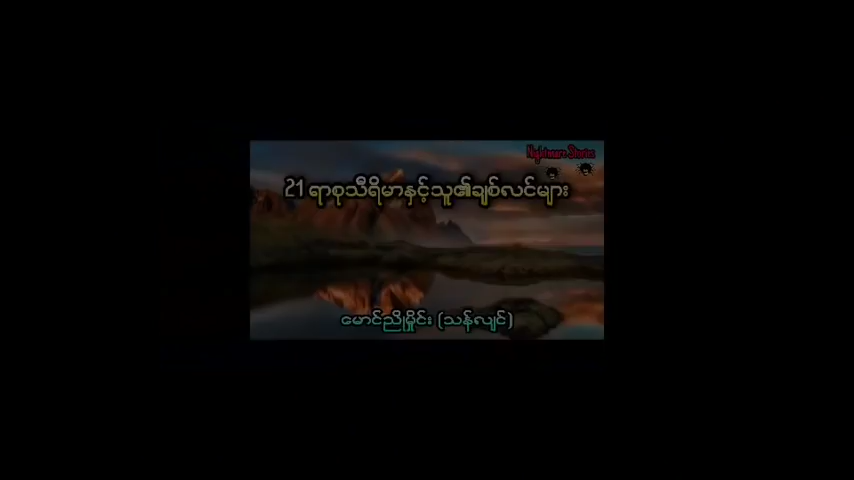 Nightmare Stories
21 ရာစုသီရိမာနှင့်သူ၏ချစ်လင်များ
မောင်ညိုမှိုင်း (သန်လျင်)